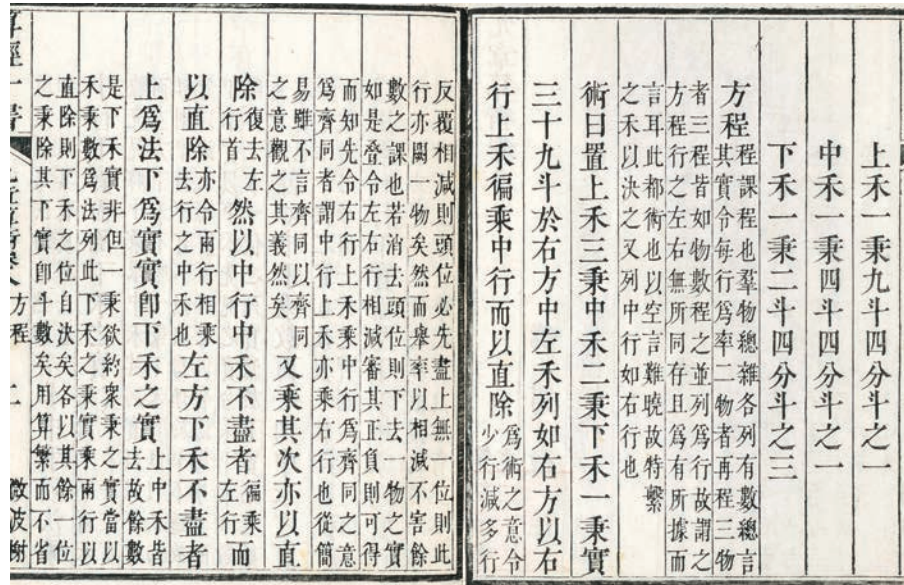 上禾一秉九斗四分斗之一
中禾一秉四斗四分斗之一
下禾一秉二斗四分斗之三
方程程課程也羣物總雜各列有數總言
其實令每行爲率二物者再程三物
者三程皆如物數程之並列爲行故謂之
方程行之左右無所同存且爲有所據而
言耳此都術也以空言難曉故特繫
之禾以決之又列中行如右行也
術曰置上禾三秉中禾二秉下禾一秉實
三十九斗於右方中左禾列如右方以右
行上禾徧乘中行而以直除爲術之意令
少行減多行
反覆相減則頭位必先盡上無一位則此
行亦闕一物矣然而舉率以相減不害餘
數之課也若消去頭位則下去一物之實
如是疊令左右行相減審其正負則可得
而知先令右行上禾乘中行爲齊同之意
爲齊同者謂中行上禾亦乘右行也從簡
易雖不言齊同以齊同
之意觀之其義然矣又乘其次亦以直
除復去左行首然以中行中禾不盡者徧乘左行而
以直除亦令兩行相乘去行之中禾也左方下禾不盡者
上爲法下爲實實卽下禾之實上中禾皆去故餘數
是下禾實非但一秉欲約衆秉之實當以
禾秉數爲法列此下禾之秉實乘兩行以
直除則下禾之位自決矣各以其餘一位
之秉除其下實卽斗數矣用算繁而不省
方程 二 微波榭